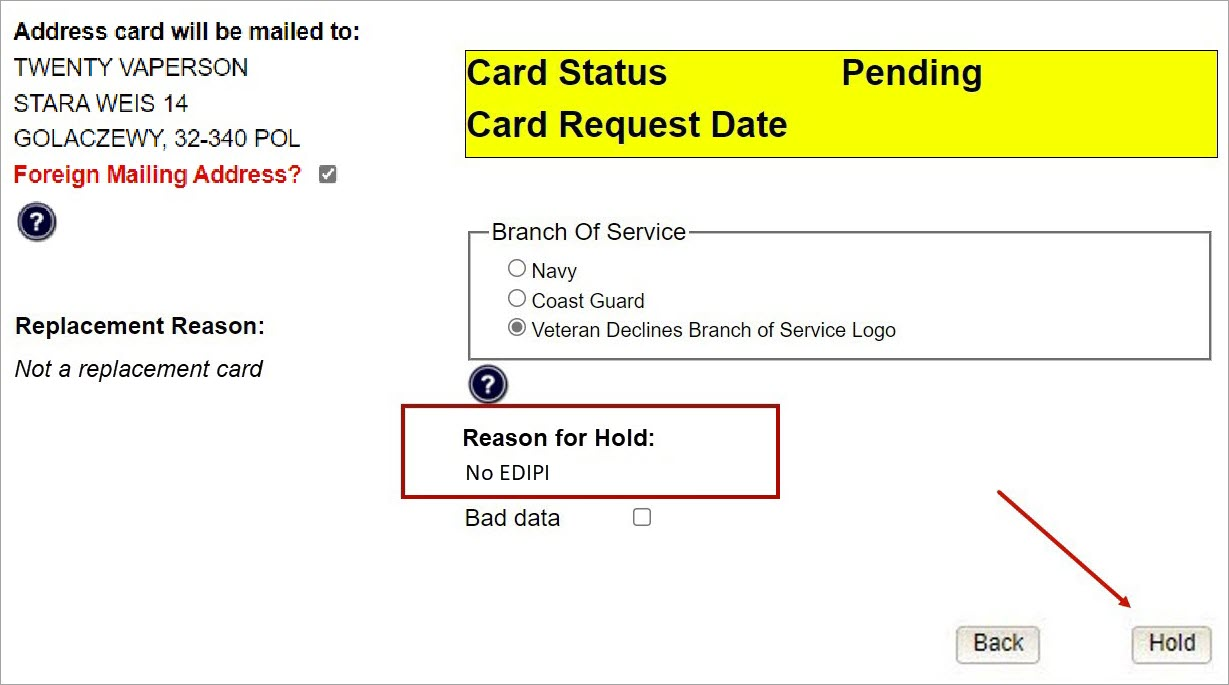 Address card will be mailed to:
TWENTY VAPERSON
STARA WEIS 14
GOLACZEWY, 32-340 POL
Foreign Mailing Address?
?
Replacement Reason:
Not a replacement card
Card Status Pending
Card Request Date
Branch Of Service
Navy
Coast Guard
Veteran Declines Branch of Service Logo
?
Reason for Hold:
No EDIPI
Bad data
Back Hold